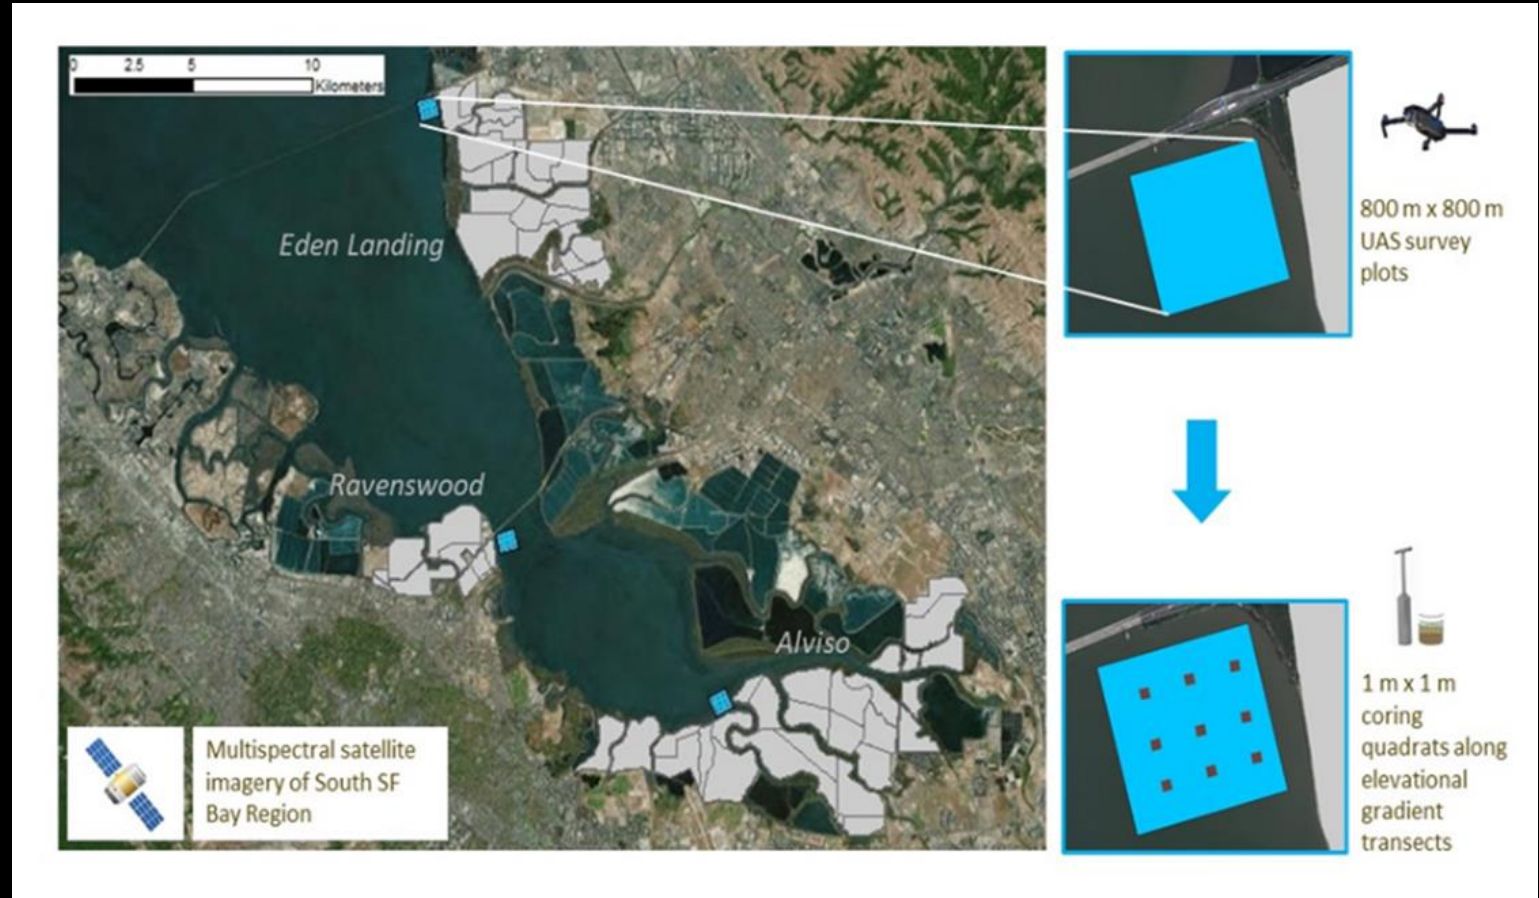 0 2.5 5 10
Kilometers
Eden Landing
Ravenswood
Alviso
Multispectral satellite
imagery of South SF
Bay Region
800 m x 800 m
UAS survey
plots
1 m x 1 m
coring
quadrats along
elevational
gradient
transects